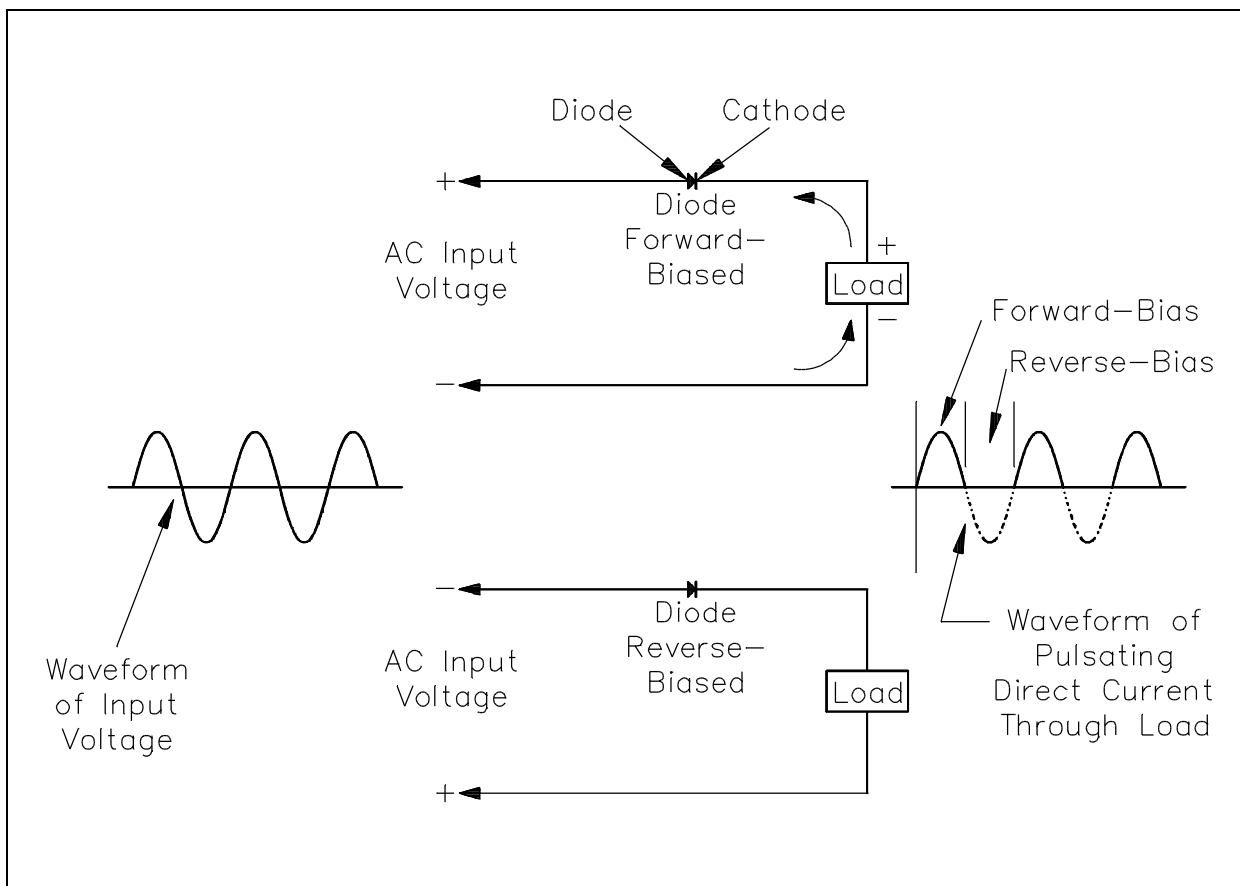 Diode
Cathode
+
Diode
Forward-
Biased
AC Input
Voltage
+
Load
-
-
Forward-Bias
Reverse-Bias
Waveform
of Input
Voltage
-
Diode
Reverse-
Biased
AC Input
Voltage
Load
+
Waveform of
Pulsating
Direct Current
Through Load